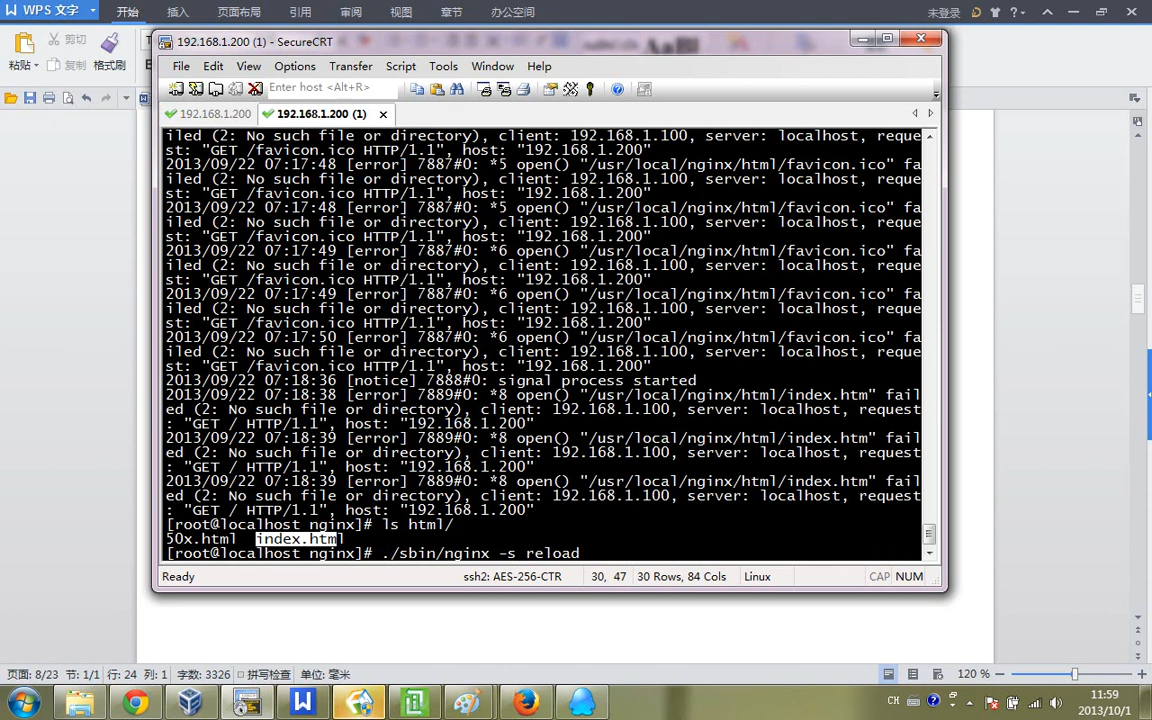 WPS 文字 开始 插入 页面布局 引用 审阅 视图 章节 办公空间 未登录
粘贴 剪切 复制 格式刷
192.168.1.200 (1) - SecureCRT
File Edit View Options Transfer Script Tools Window Help
Enter host <Alt+R>
192.168.1.200 192.168.1.200 (1)
iled (2: No such file or directory), client: 192.168.1.100, server: localhost, reque
st: "GET /favicon.ico HTTP/1.1", host: "192.168.1.200"
2013/09/22 07:17:48 [error] 7887#0: *5 open() "/usr/local/nginx/html/favicon.ico" fa
iled (2: No such file or directory), client: 192.168.1.100, server: localhost, reque
st: "GET /favicon.ico HTTP/1.1", host: "192.168.1.200"
2013/09/22 07:17:48 [error] 7887#0: *5 open() "/usr/local/nginx/html/favicon.ico" fa
iled (2: No such file or directory), client: 192.168.1.100, server: localhost, reque
st: "GET /favicon.ico HTTP/1.1", host: "192.168.1.200"
2013/09/22 07:17:49 [error] 7887#0: *6 open() "/usr/local/nginx/html/favicon.ico" fa
iled (2: No such file or directory), client: 192.168.1.100, server: localhost, reque
st: "GET /favicon.ico HTTP/1.1", host: "192.168.1.200"
2013/09/22 07:17:49 [error] 7887#0: *6 open() "/usr/local/nginx/html/favicon.ico" fa
iled (2: No such file or directory), client: 192.168.1.100, server: localhost, reque
st: "GET /favicon.ico HTTP/1.1", host: "192.168.1.200"
2013/09/22 07:17:50 [error] 7887#0: *6 open() "/usr/local/nginx/html/favicon.ico" fa
iled (2: No such file or directory), client: 192.168.1.100, server: localhost, reque
st: "GET /favicon.ico HTTP/1.1", host: "192.168.1.200"
2013/09/22 07:18:36 [notice] 7888#0: signal process started
2013/09/22 07:18:38 [error] 7889#0: *8 open() "/usr/local/nginx/html/index.htm" fail
ed (2: No such file or directory), client: 192.168.1.100, server: localhost, request
: "GET / HTTP/1.1", host: "192.168.1.200"
2013/09/22 07:18:39 [error] 7889#0: *8 open() "/usr/local/nginx/html/index.htm" fail
ed (2: No such file or directory), client: 192.168.1.100, server: localhost, request
: "GET / HTTP/1.1", host: "192.168.1.200"
2013/09/22 07:18:39 [error] 7889#0: *8 open() "/usr/local/nginx/html/index.htm" fail
ed (2: No such file or directory), client: 192.168.1.100, server: localhost, request
: "GET / HTTP/1.1", host: "192.168.1.200"
[root@localhost nginx]# ls html/
50x.html index.html
[root@localhost nginx]# ./sbin/nginx -s reload
Ready ssh2: AES-256-CTR 30, 47 30 Rows, 84 Cols Linux CAP NUM
页面: 8/23 节: 1/1 行: 24 列: 1 字数: 3326 拼写检查 单位: 毫米 120 %
CH 11:59
2013/10/1